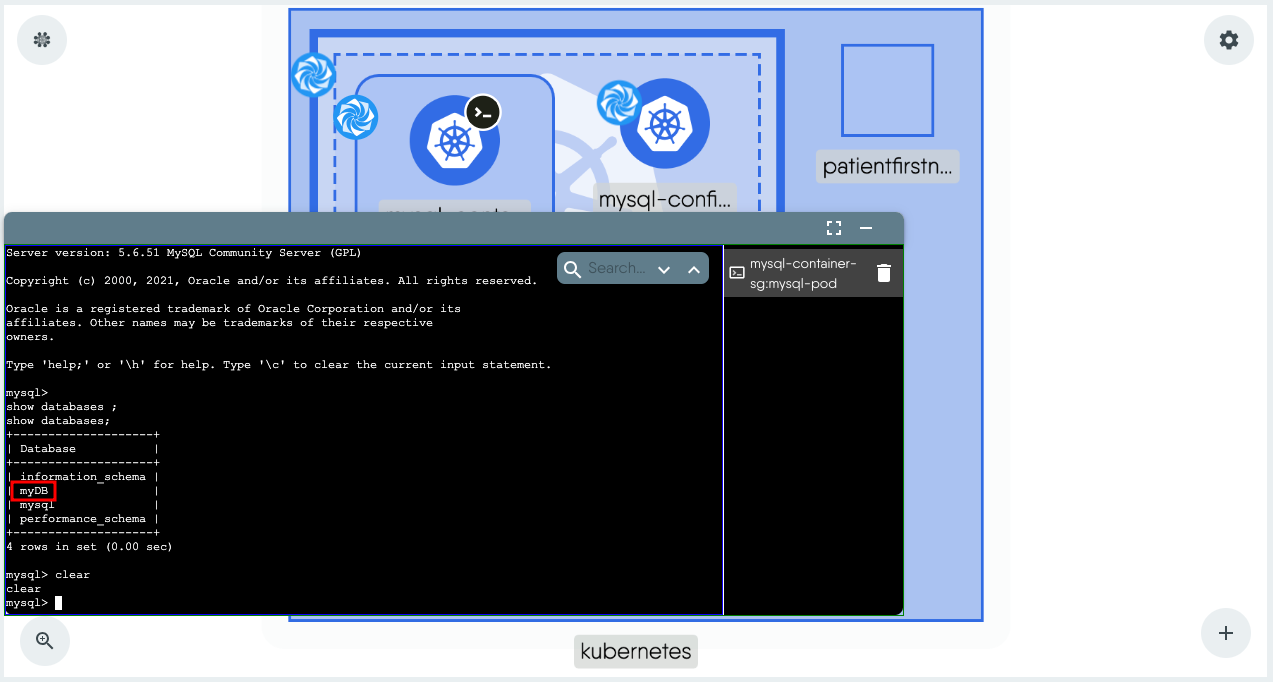 patientfirstn...
mysql-confi...
Server version: 5.6.51 MySQL Community Server (GPL)
Search...
mysql-container-
sg:mysql-pod
Copyright (c) 2000, 2021, Oracle and/or its affiliates. All rights reserved.
Oracle is a registered trademark of Oracle Corporation and/or its
affiliates. Other names may be trademarks of their respective
owners.
Type 'help;' or '\h' for help. Type '\c' to clear the current input statement.
mysql>
show databases ;
show databases;
+--------------------+
| Database           |
+--------------------+
| information_schema |
| myDB               |
| mysql              |
| performance_schema |
+--------------------+
4 rows in set (0.00 sec)
mysql> clear
clear
mysql>
kubernetes